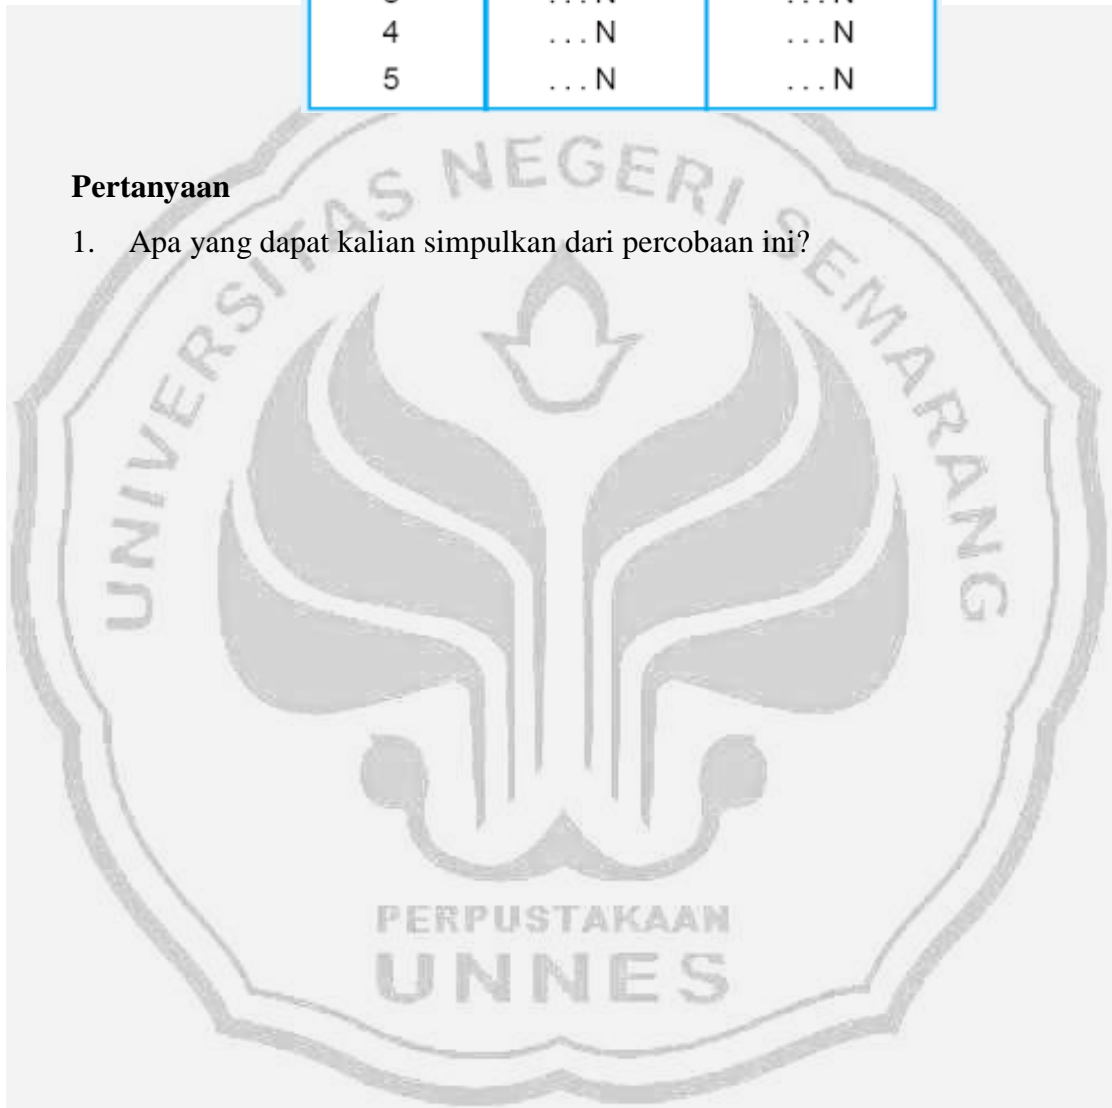 ... N ... N
4 ... N ... N
5 ... N ... N
Pertanyaan
1. Apa yang dapat kalian simpulkan dari percobaan ini?
UNIVERSITAS NEGERI SEMARANG
PERPUSTAKAAN
UNNES